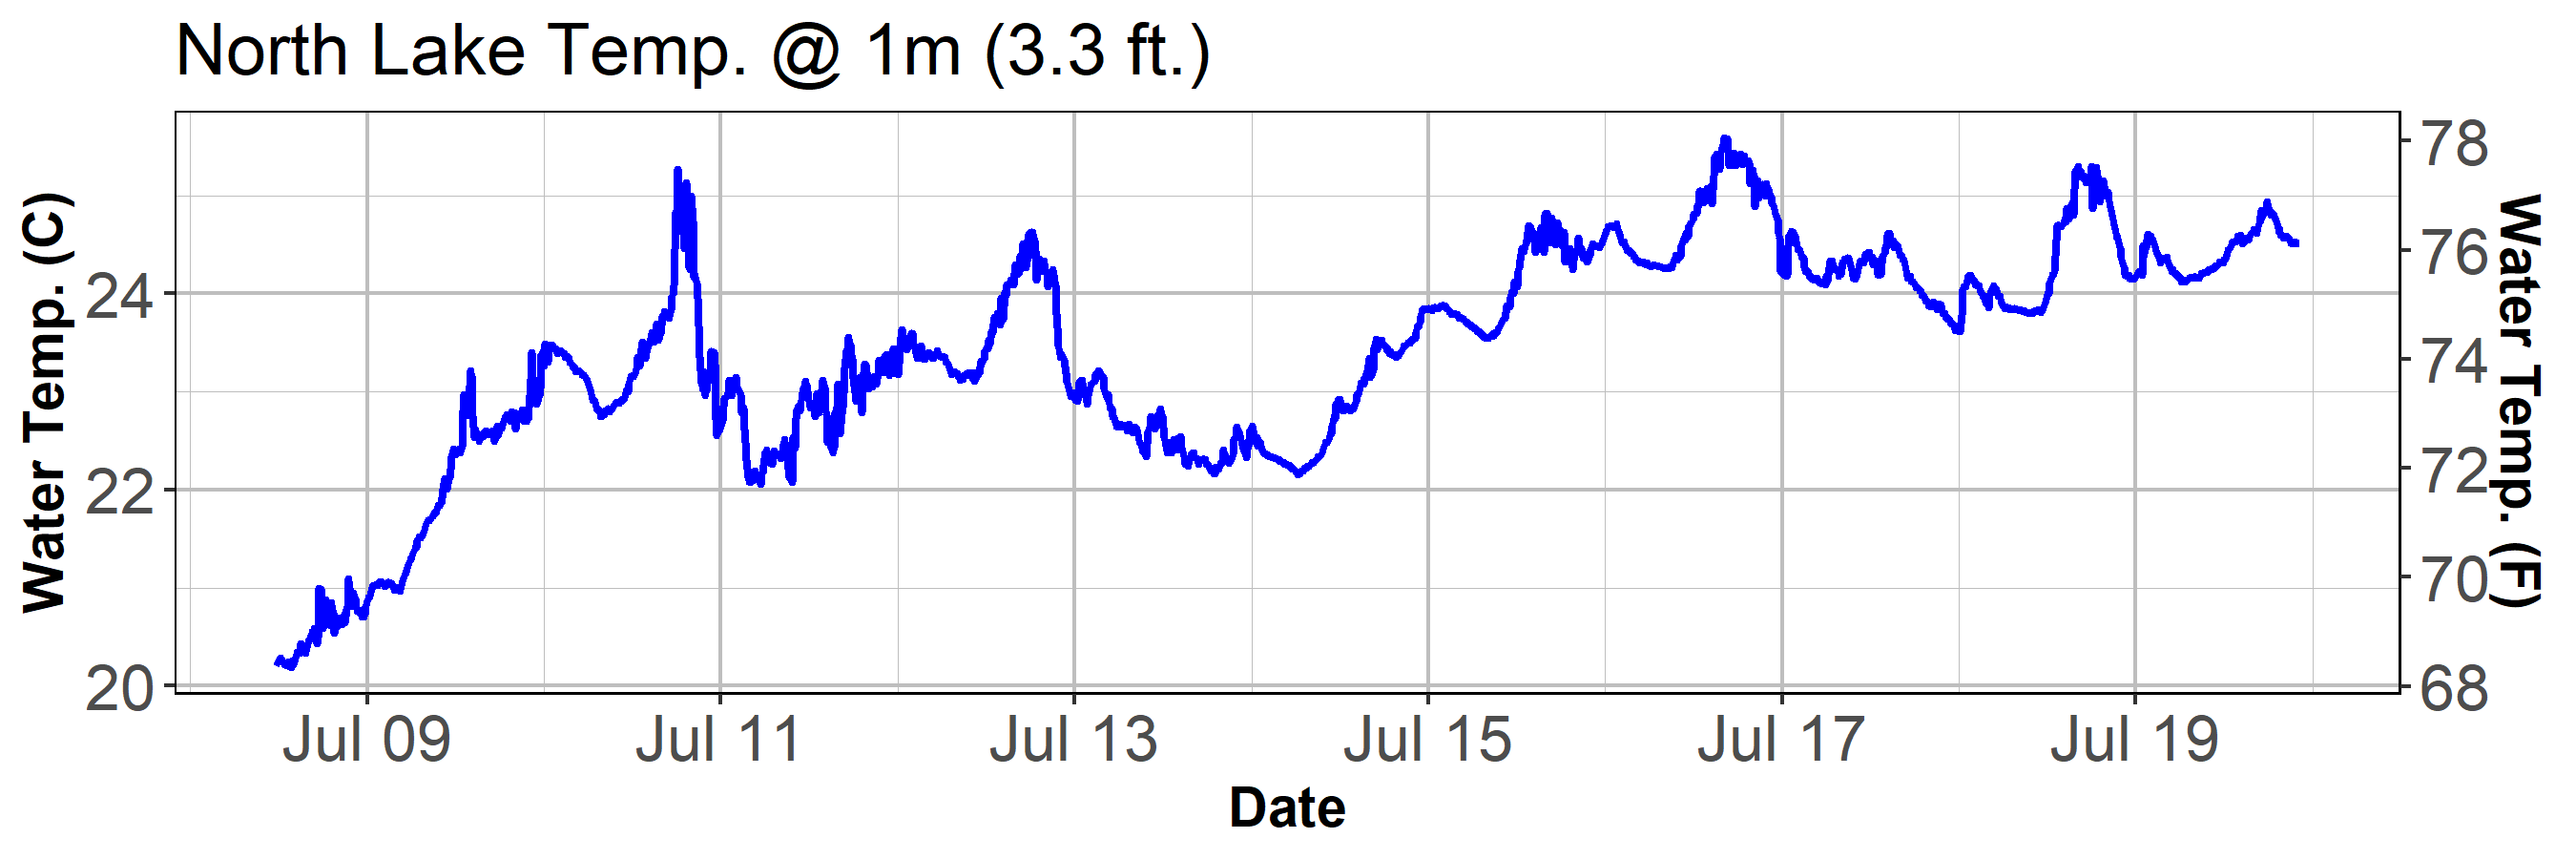 North Lake Temp. @ 1m (3.3 ft.)
Water Temp. (C)
24
22
20
78
76
74
72
70
68
Water Temp. (F)
Jul 09 Jul 11 Jul 13 Jul 15 Jul 17 Jul 19
Date